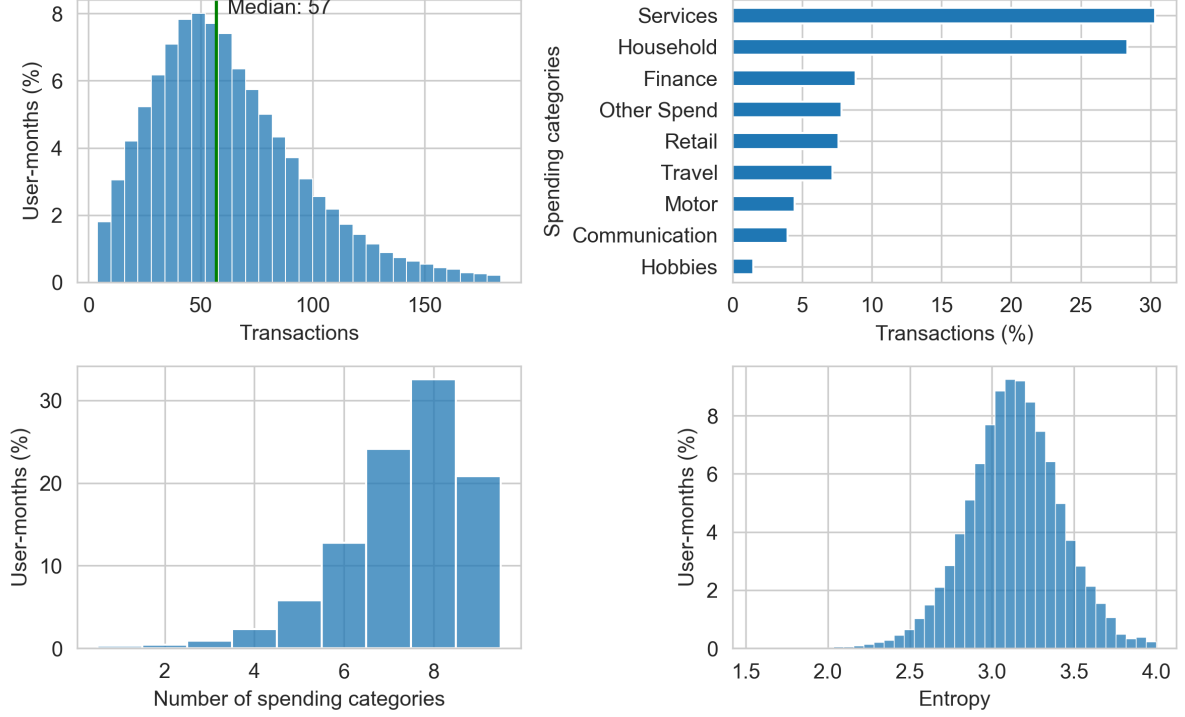 Median: 57
8
6
4
2
0
User-months (%)
0
50
100
150
Transactions
Spending categories
Services
Household
Finance
Other Spend
Retail
Travel
Motor
Communication
Hobbies
0
5
10
15
20
25
30
Transactions (%)
30
20
10
0
User-months (%)
2
4
6
8
Number of spending categories
8
6
4
2
0
User-months (%)
1.5
2.0
2.5
3.0
3.5
4.0
Entropy